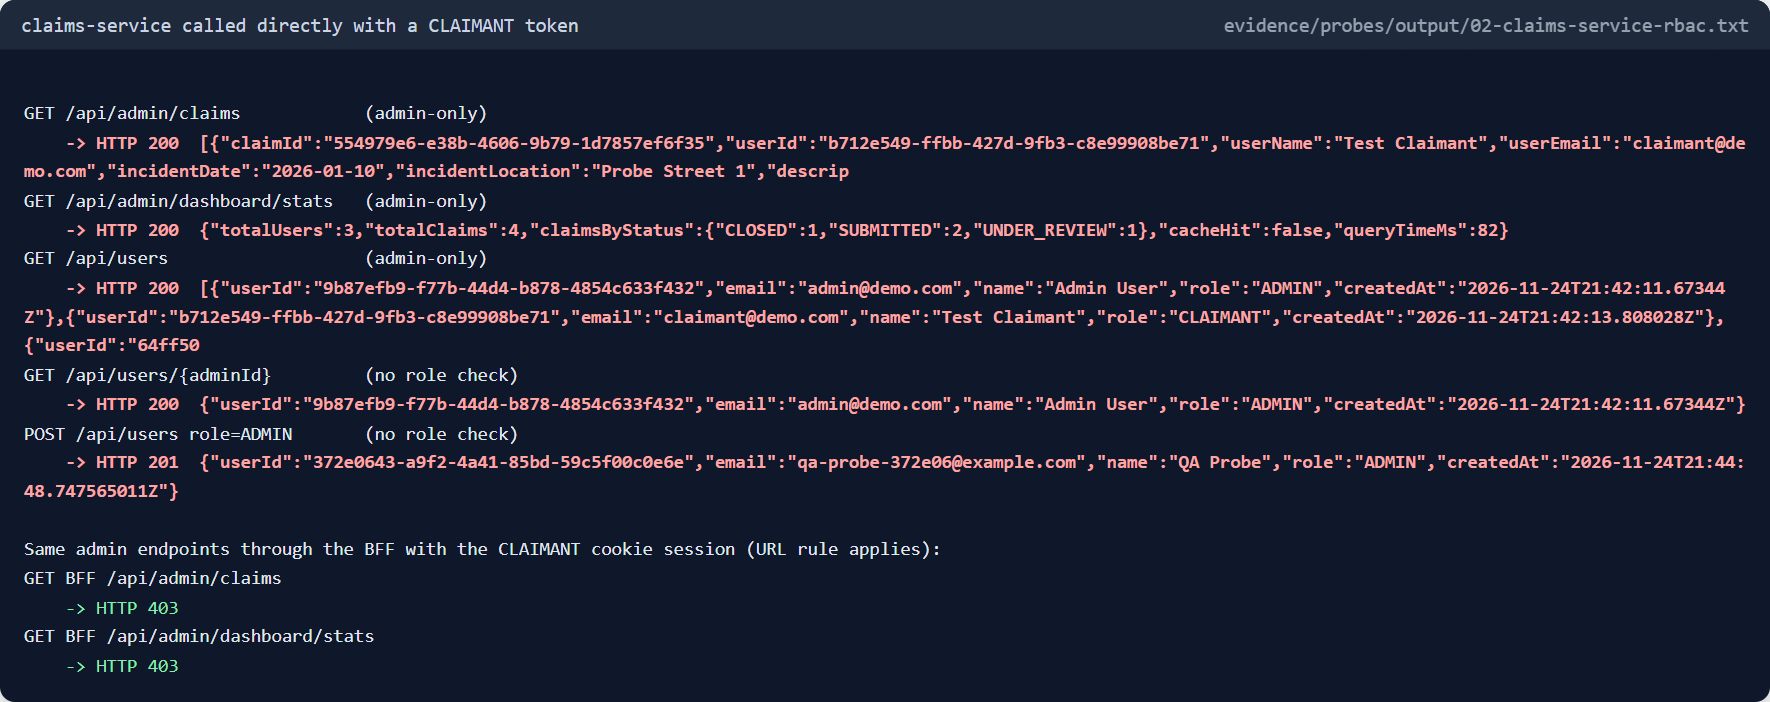 claims-service called directly with a CLAIMANT token
evidence/probes/output/02-claims-service-rbac.txt
GET /api/admin/claims            (admin-only)
    -> HTTP 200  [{"claimId":"554979e6-e38b-4606-9b79-1d7857ef6f35","userId":"b712e549-ffbb-427d-9fb3-c8e99908be71","userName":"Test Claimant","userEmail":"claimant@de
mo.com","incidentDate":"2026-01-10","incidentLocation":"Probe Street 1","descrip
GET /api/admin/dashboard/stats   (admin-only)
    -> HTTP 200  {"totalUsers":3,"totalClaims":4,"claimsByStatus":{"CLOSED":1,"SUBMITTED":2,"UNDER_REVIEW":1},"cacheHit":false,"queryTimeMs":82}
GET /api/users                   (admin-only)
    -> HTTP 200  [{"userId":"9b87efb9-f77b-44d4-b878-4854c633f432","email":"admin@demo.com","name":"Admin User","role":"ADMIN","createdAt":"2026-11-24T21:42:11.67344
Z"},{"userId":"b712e549-ffbb-427d-9fb3-c8e99908be71","email":"claimant@demo.com","name":"Test Claimant","role":"CLAIMANT","createdAt":"2026-11-24T21:42:13.808028Z"},
{"userId":"64ff50
GET /api/users/{adminId}         (no role check)
    -> HTTP 200  {"userId":"9b87efb9-f77b-44d4-b878-4854c633f432","email":"admin@demo.com","name":"Admin User","role":"ADMIN","createdAt":"2026-11-24T21:42:11.67344Z"}
POST /api/users role=ADMIN       (no role check)
    -> HTTP 201  {"userId":"372e0643-a9f2-4a41-85bd-59c5f00c0e6e","email":"qa-probe-372e06@example.com","name":"QA Probe","role":"ADMIN","createdAt":"2026-11-24T21:44:
48.747565011Z"}
Same admin endpoints through the BFF with the CLAIMANT cookie session (URL rule applies):
GET BFF /api/admin/claims
    -> HTTP 403
GET BFF /api/admin/dashboard/stats
    -> HTTP 403